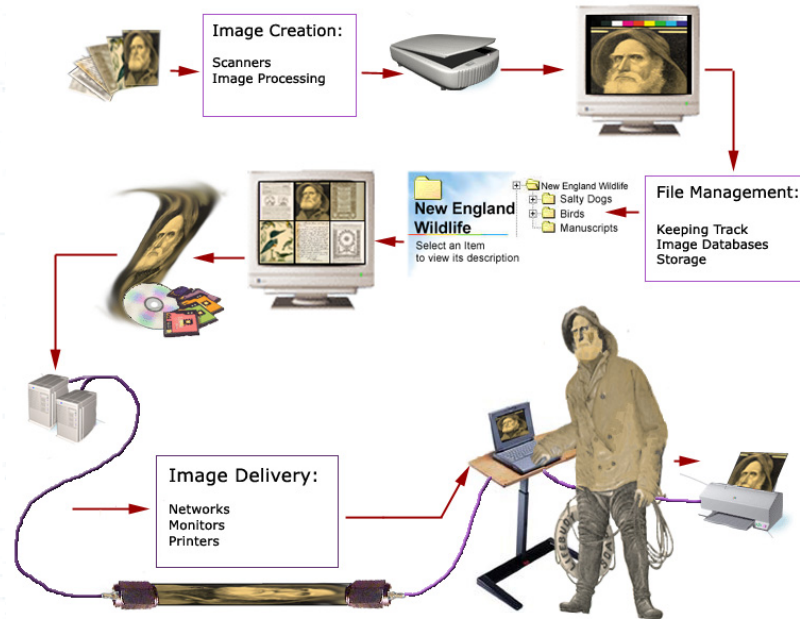 Image Creation:
Scanners
Image Processing
File Management:
Keeping Track
Image Databases
Storage
New England Wildlife
Salty Dogs
Birds
Manuscripts
New England
Wildlife
Select an Item
to view its description
Image Delivery:
Networks
Monitors
Printers